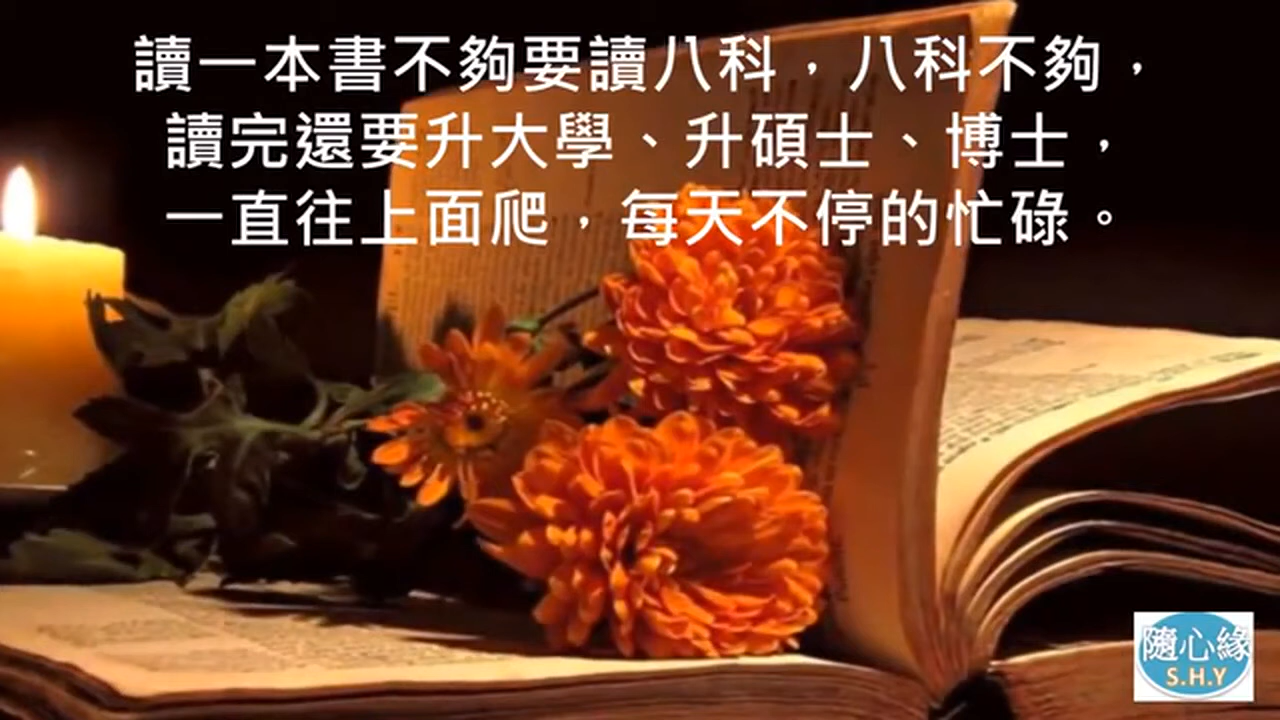 讀一本書不夠要讀八科，八科不夠，
讀完還要升大學、升碩士、博士，
一直往上面爬，每天不停的忙碌。
隨心緣
S.H.Y